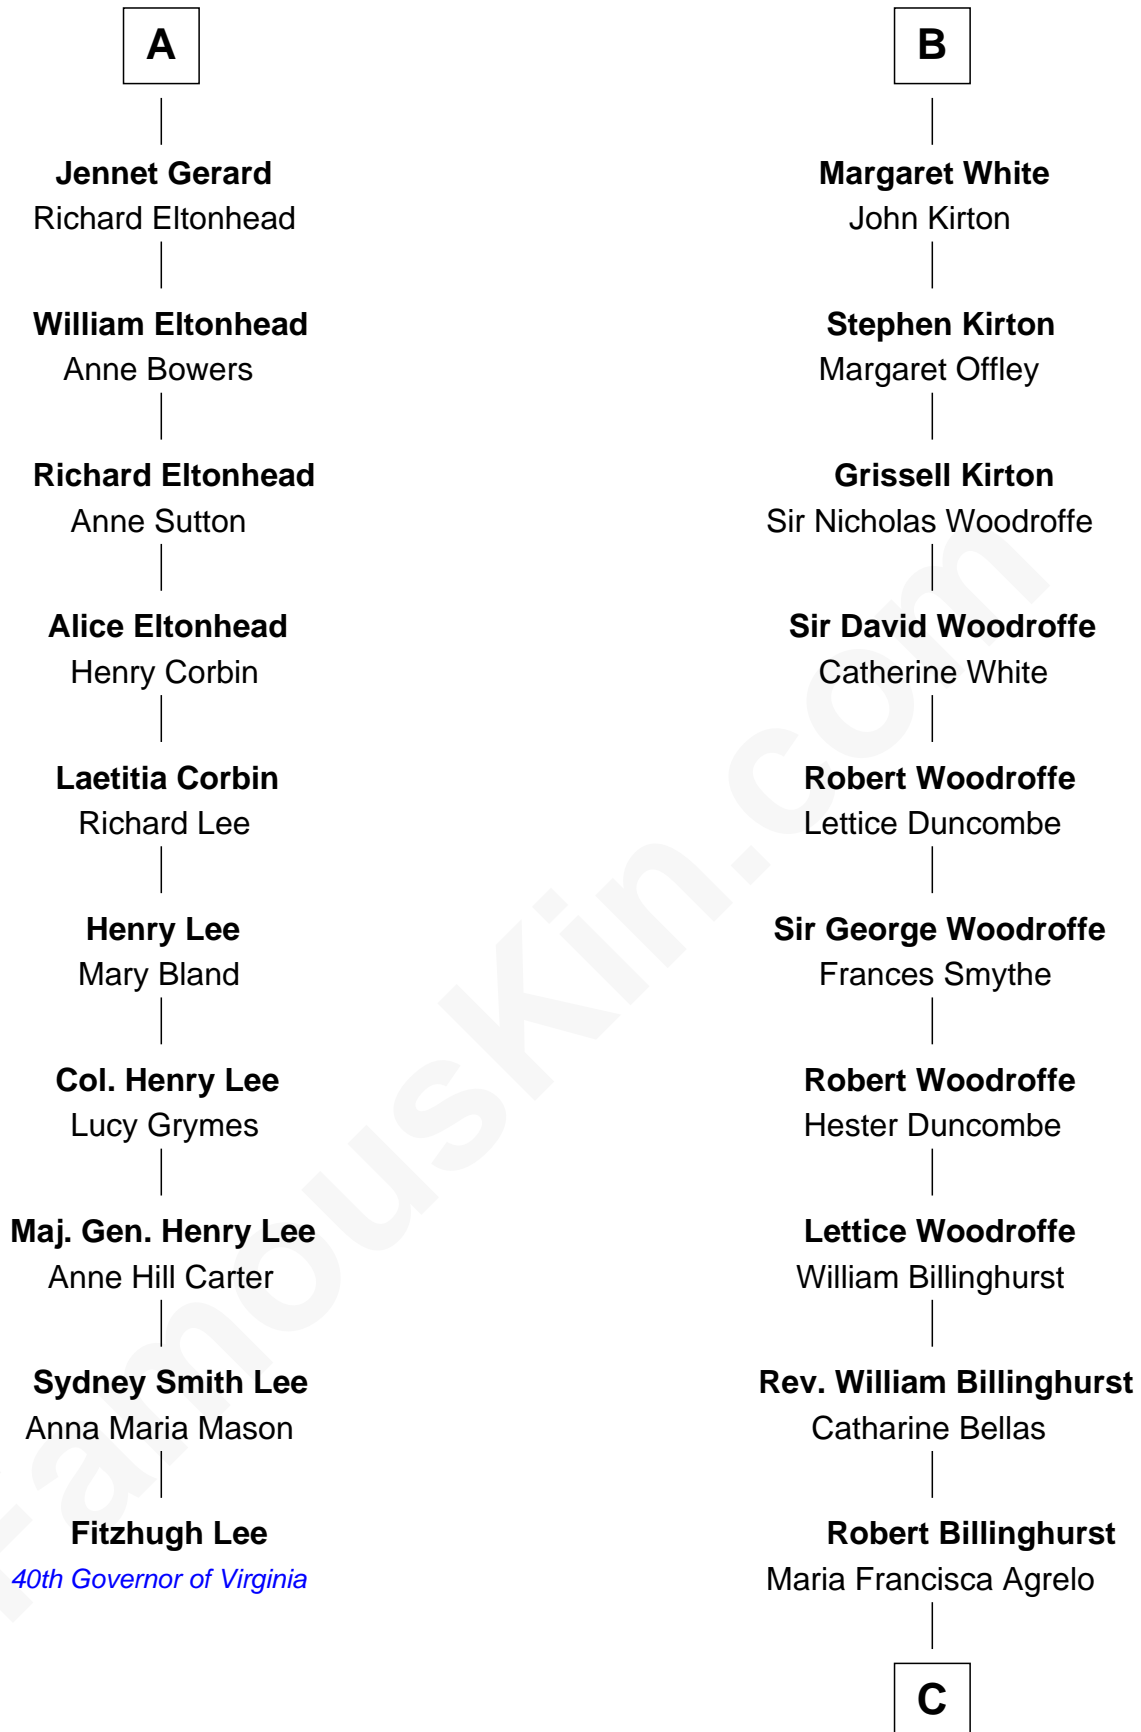 A
Jennet Gerard
Richard Eltonhead
William Eltonhead
Anne Bowers
Richard Eltonhead
Anne Sutton
Alice Eltonhead
Henry Corbin
Laetitia Corbin
Richard Lee
Henry Lee
Mary Bland
Col. Henry Lee
Lucy Grymes
Maj. Gen. Henry Lee
Anne Hill Carter
Sydney Smith Lee
Anna Maria Mason
Fitzhugh Lee
40th Governor of Virginia
B
Margaret White
John Kirton
Stephen Kirton
Margaret Offley
Grissell Kirton
Sir Nicholas Woodroffe
Sir David Woodroffe
Catherine White
Robert Woodroffe
Lettice Duncombe
Sir George Woodroffe
Frances Smythe
Robert Woodroffe
Hester Duncombe
Lettice Woodroffe
William Billinghurst
Rev. William Billinghurst
Catharine Bellas
Robert Billinghurst
Maria Francisca Agrelo
C
FamousKin.com